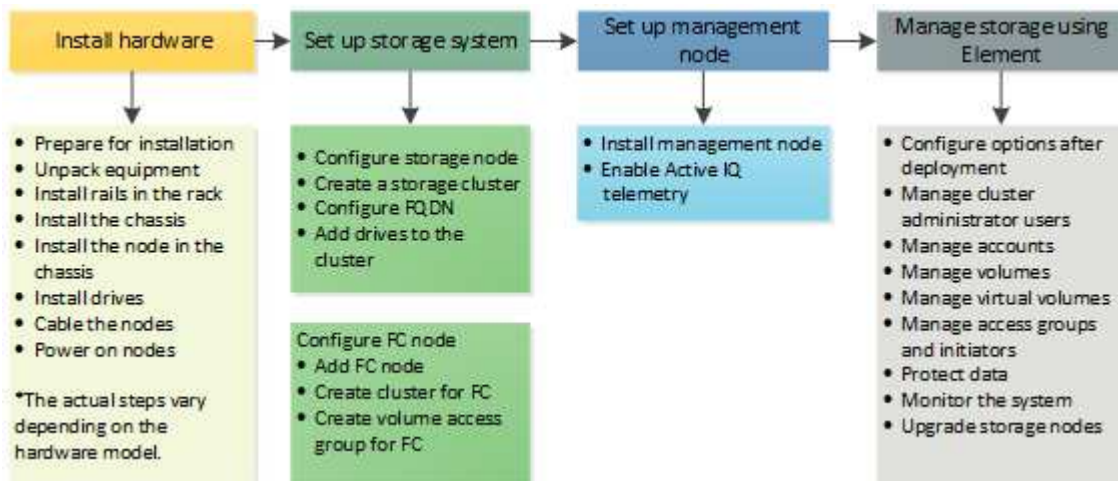 Install hardware
Set up storage system
Set up management
node
Manage storage using
Element
• Prepare for installation
• Unpack equipment
• Install rails in the rack
• Install the chassis
• Install the node in the
chassis
• Install drives
• Cable the nodes
• Power on nodes
*The actual steps vary
depending on the
hardware model.
• Configure storage node
• Create a storage cluster
• Configure FQDN
• Add drives to the
cluster
Configure FC node
• Add FC node
• Create cluster for FC
• Create volume access
group for FC
• Install management node
• Enable Active IQ
telemetry
• Configure options after
deployment
• Manage cluster
administrator users
• Manage accounts
• Manage volumes
• Manage virtual volumes
• Manage access groups
and initiators
• Protect data
• Monitor the system
• Upgrade storage nodes